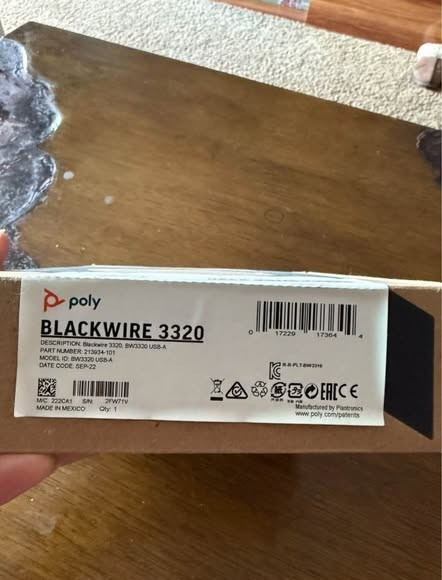 poly
BLACKWIRE 3320
DESCRIPTION: Blackwire 3320, BW3320 USB-A
PART NUMBER: 213934-101
MODEL ID: BW3320 USB-A
DATE CODE: SEP-22
M/C: 222CA1 S/N: 2FW71V
MADE IN MEXICO Qty: 1
0 17229 17364 4
R-R-PLT-BW3310
EAC CE
Manufactured by Plantronics
www.poly.com/patents